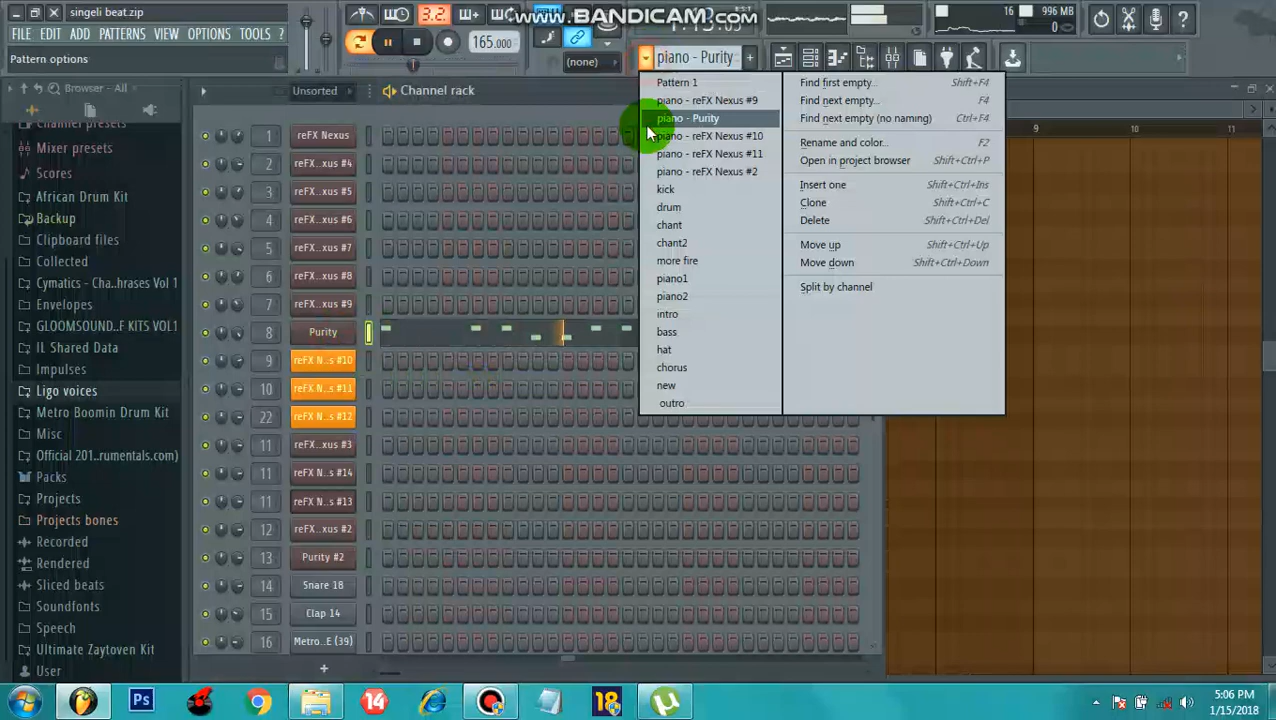 singeli beat.zip
www.BANDICAM.com
FILE EDIT ADD PATTERNS VIEW OPTIONS TOOLS ?
Pattern options
3.2
165.000
(none)
16
996 MB
piano - Purity
Browser - All
Unsorted
Channel rack
Channel presets
Mixer presets
Scores
African Drum Kit
Backup
Clipboard files
Collected
Cymatics - Cha..hrases Vol 1
Envelopes
GLOOMSOUND..F KITS VOL1
IL Shared Data
Impulses
Ligo voices
Metro Boomin Drum Kit
Misc
Official 201..rumentals.com)
Packs
Projects
Projects bones
Recorded
Rendered
Sliced beats
Soundfonts
Speech
Ultimate Zaytoven Kit
User
1 reFX Nexus
2 reFX..xus #4
3 reFX..xus #5
4 reFX..xus #6
5 reFX..xus #7
6 reFX..xus #8
7 reFX..xus #9
8 Purity
9 reFX N..s #10
10 reFX N..s #11
22 reFX N..s #12
11 reFX..xus #3
11 reFX N..s #14
11 reFX N..s #13
12 reFX..xus #2
13 Purity #2
14 Snare 18
15 Clap 14
16 Metro...E (39)
Pattern 1
piano - reFX Nexus #9
piano - Purity
piano - reFX Nexus #10
piano - reFX Nexus #11
piano - reFX Nexus #2
kick
drum
chant
chant2
more fire
piano1
piano2
intro
bass
hat
chorus
new
outro
Find first empty... Shift+F4
Find next empty... F4
Find next empty (no naming) Ctrl+F4
Rename and color... F2
Open in project browser Shift+Ctrl+P
Insert one Shift+Ctrl+Ins
Clone Shift+Ctrl+C
Delete Shift+Ctrl+Del
Move up Shift+Ctrl+Up
Move down Shift+Ctrl+Down
Split by channel
9 10 11
Ps
14
18
5:06 PM
1/15/2018